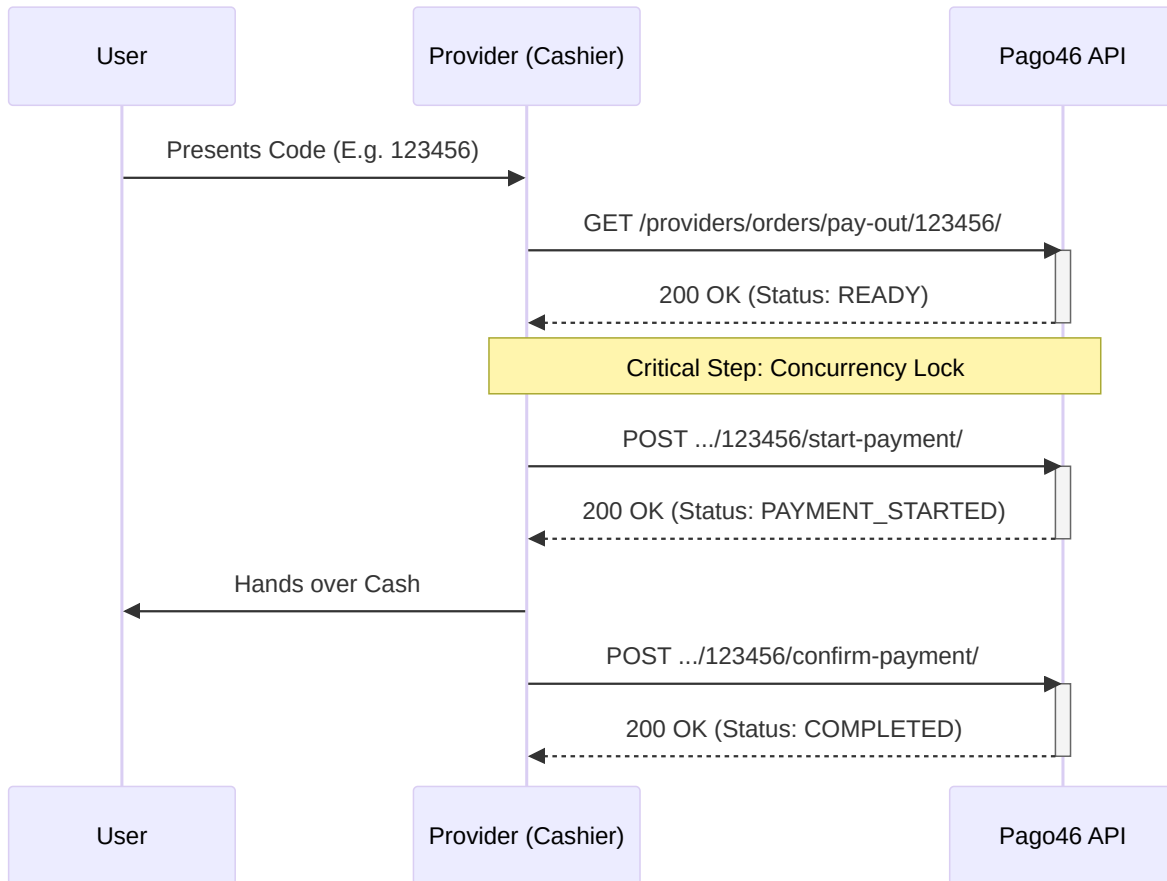 User
Provider (Cashier)
Pago46 API
Presents Code (E.g. 123456)
GET /providers/orders/pay-out/123456/
200 OK (Status: READY)
Critical Step: Concurrency Lock
POST .../123456/start-payment/
200 OK (Status: PAYMENT_STARTED)
Hands over Cash
POST .../123456/confirm-payment/
200 OK (Status: COMPLETED)
User
Provider (Cashier)
Pago46 API